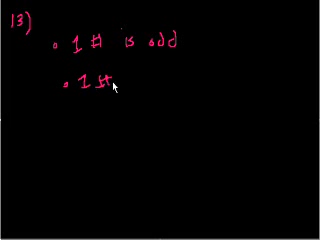 13)
• 1 # is odd
• 1 #